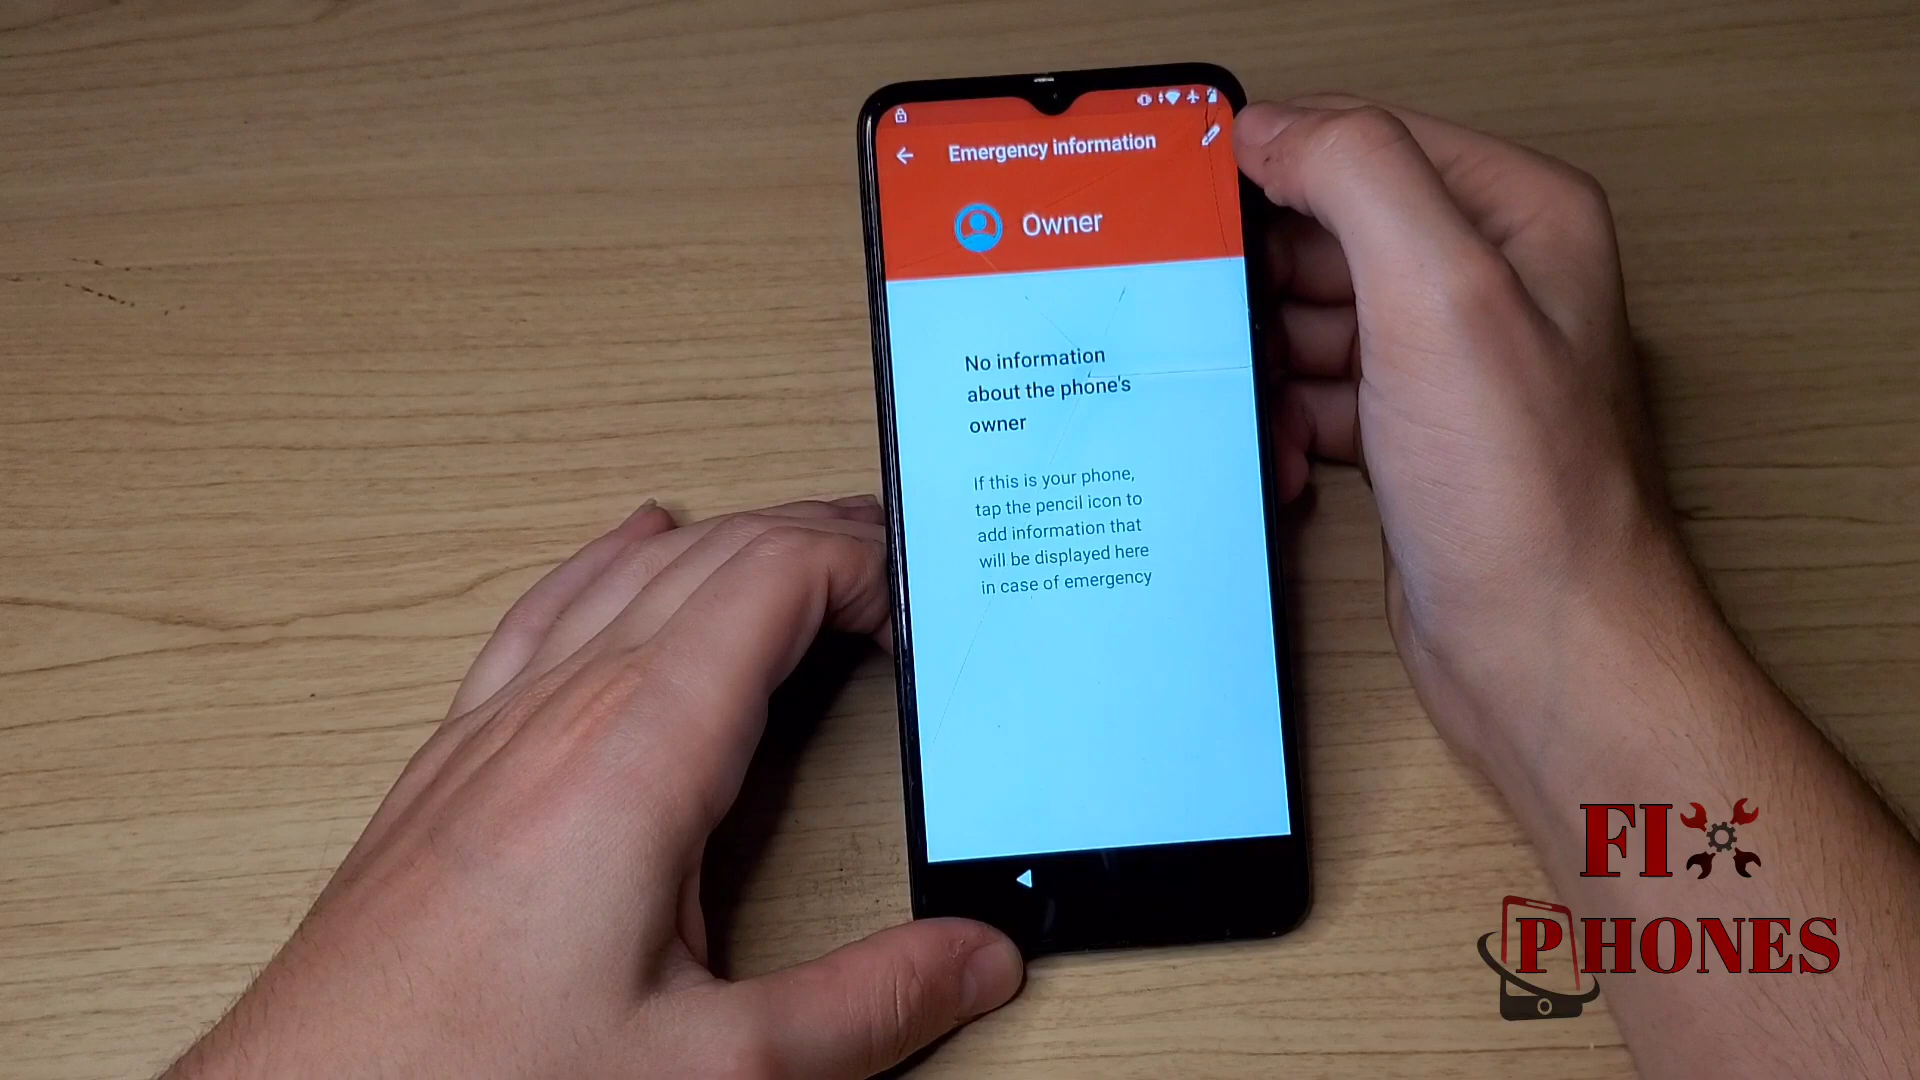 Emergency information
Owner
No information
about the phone's
owner
If this is your phone,
tap the pencil icon to
add information that
will be displayed here
in case of emergency
FIX
PHONES